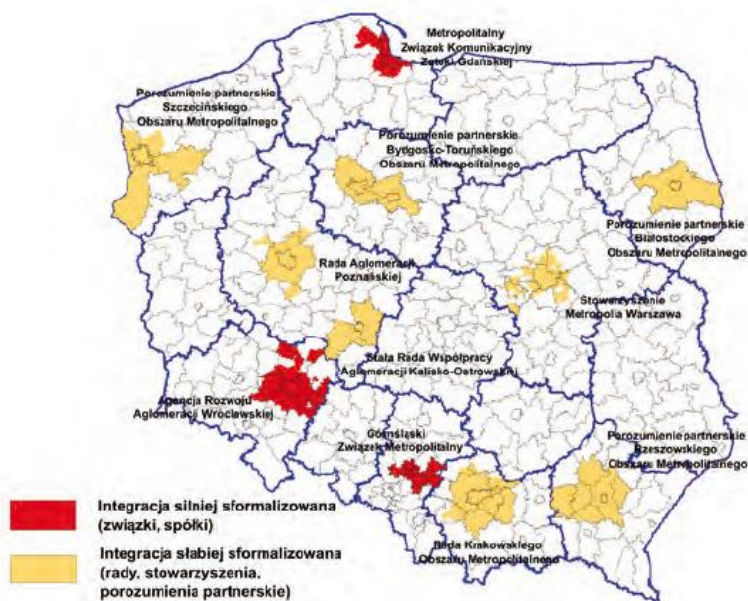 Metropolitalny
Związek Komunikacyjny
Zatoki Gdańskiej
Porozumienie partnerskie
Szczecińskiego
Obszaru Metropolitalnego
Porozumienie partnerskie
Bydgosko-Toruńskiego
Obszaru Metropolitalnego
Porozumienie partnerskie
Białostockiego
Obszaru Metropolitalnego
Rada Aglomeracji
Poznańskiej
Stowarzyszenie
Metropolia Warszawa
Stała Rada Współpracy
Aglomeracji Kalisko-Ostrowskiej
Agencja Rozwoju
Aglomeracji Wrocławskiej
Górnśląski
Związek Metropolitalny
Porozumienie partnerskie
Rzeszowskiego
Obszaru Metropolitalnego
Rada Krakowskiego
Obszaru Metropolitalnego
Integracja silniej sformalizowana
(związki, spółki)
Integracja słabiej sformalizowana
(rady, stowarzyszenia,
porozumienia partnerskie)